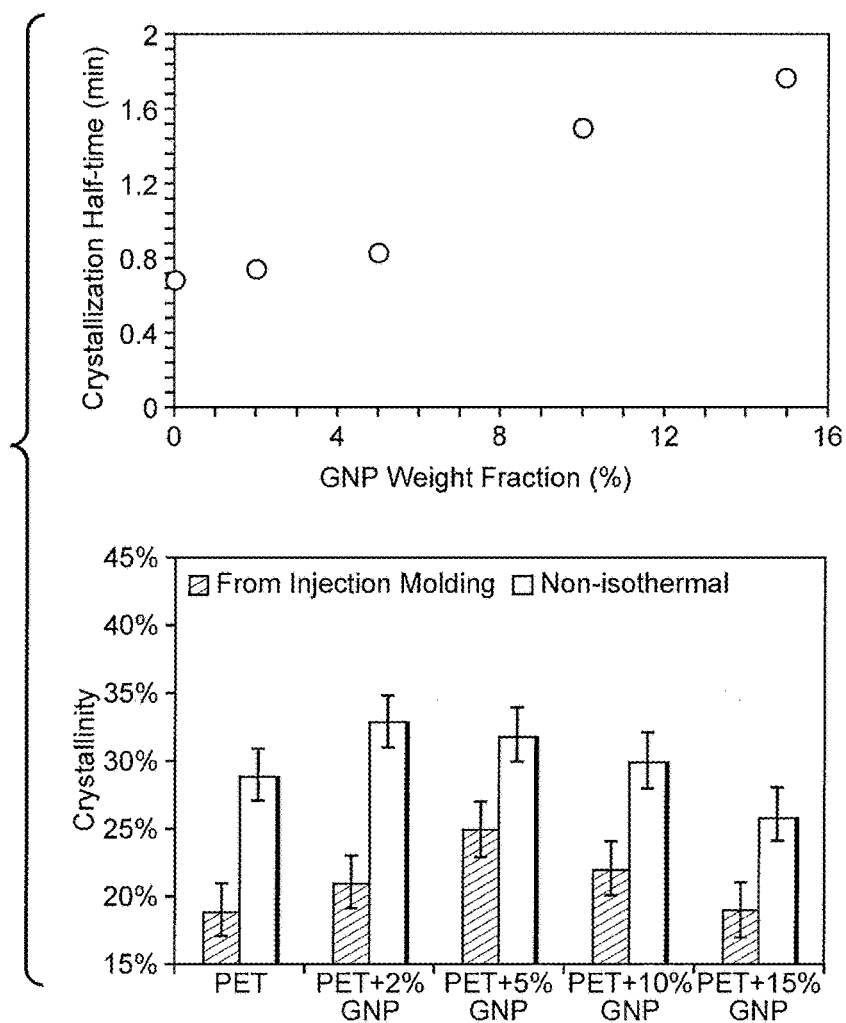 2
1.6
1.2
0.8
0.4
0
Crystallization Half-time (min)
0 4 8 12 16
GNP Weight Fraction (%)
45%
40%
35%
30%
25%
20%
15%
Crystallinity
From Injection Molding Non-isothermal
PET PET+2% PET+5% PET+10% PET+15%
GNP GNP GNP GNP